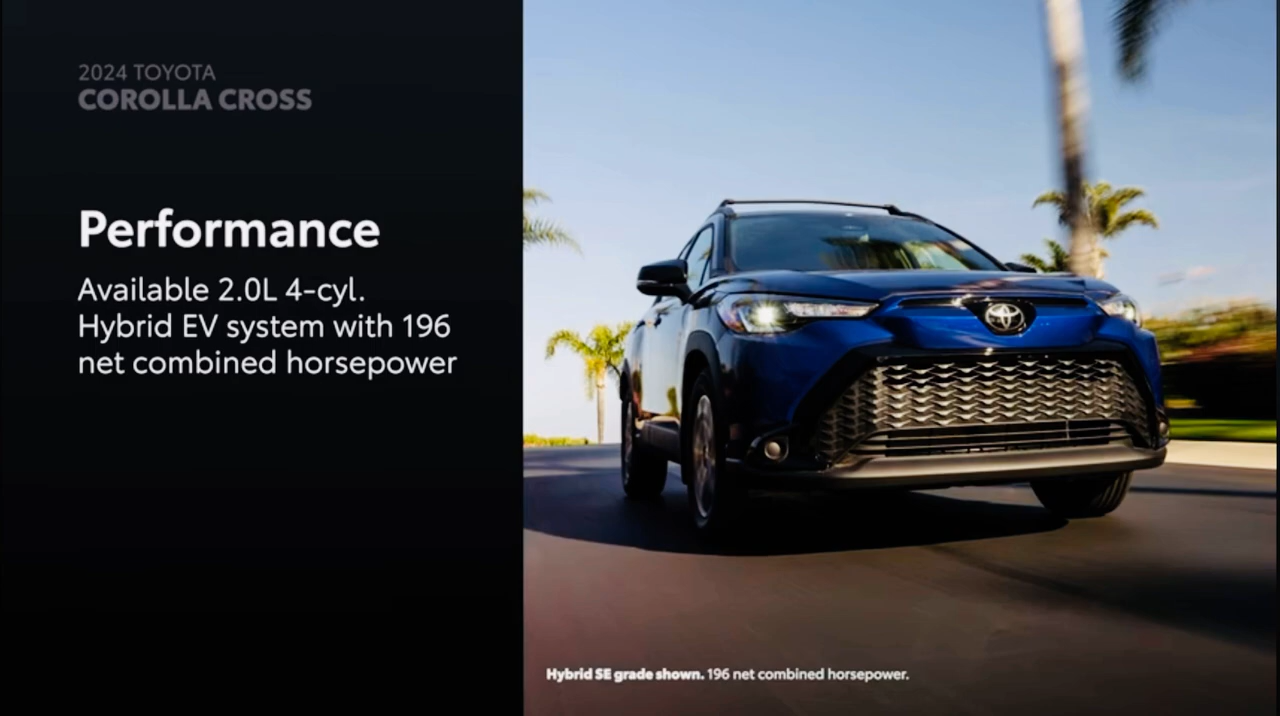 2024 TOYOTA
COROLLA CROSS
Performance
Available 2.0L 4-cyl.
Hybrid EV system with 196
net combined horsepower
Hybrid SE grade shown. 196 net combined horsepower.